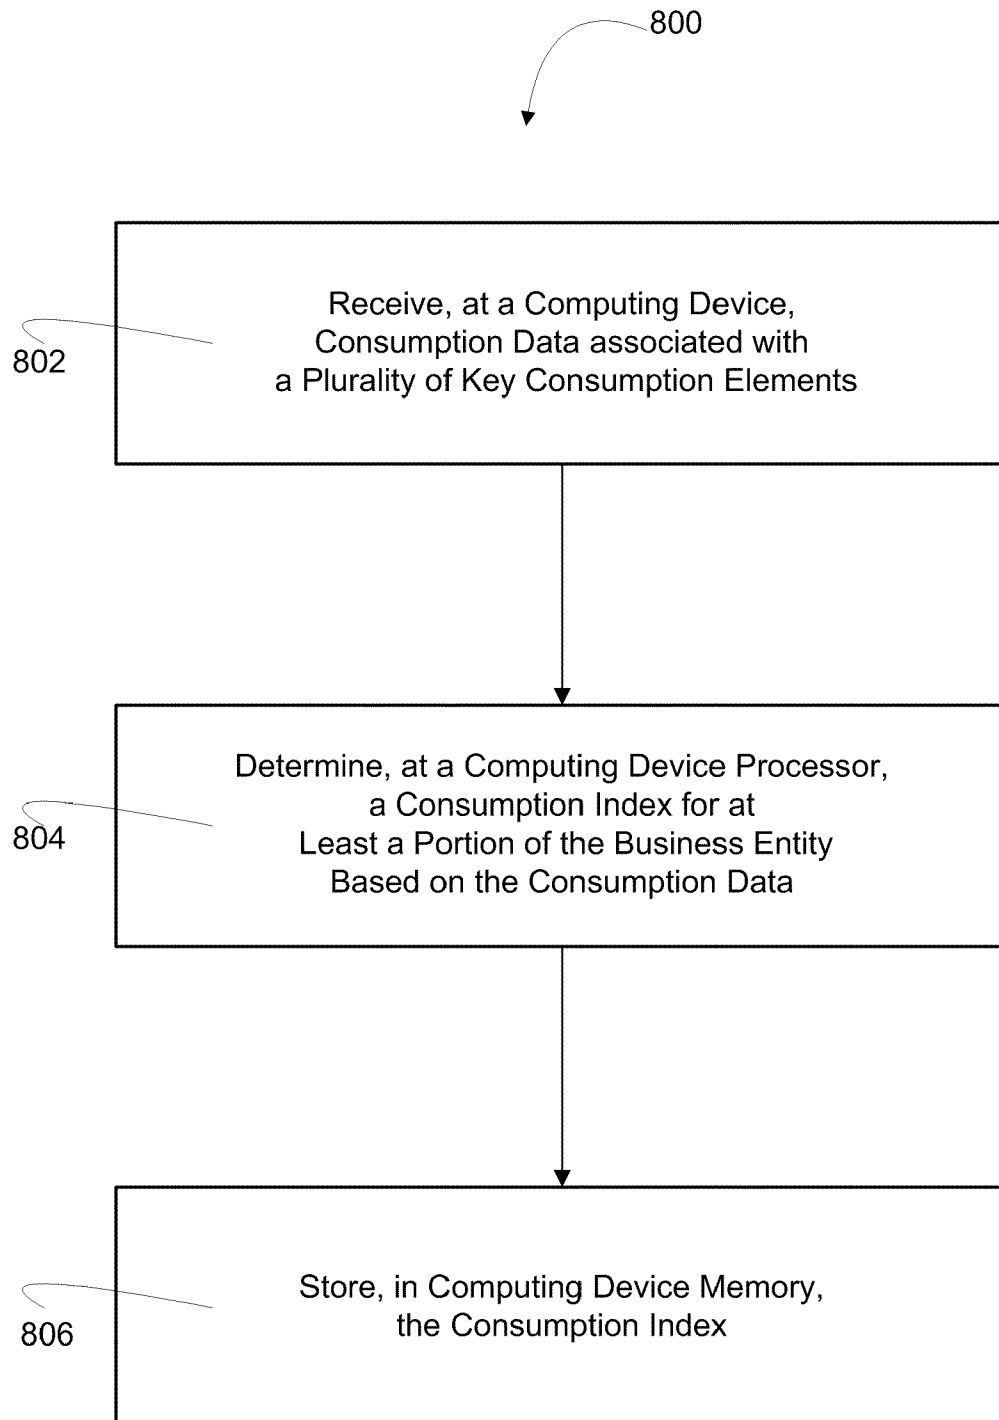 800
Receive, at a Computing Device,
Consumption Data associated with
a Plurality of Key Consumption Elements
802
Determine, at a Computing Device Processor,
a Consumption Index for at
Least a Portion of the Business Entity
Based on the Consumption Data
804
Store, in Computing Device Memory,
the Consumption Index
806